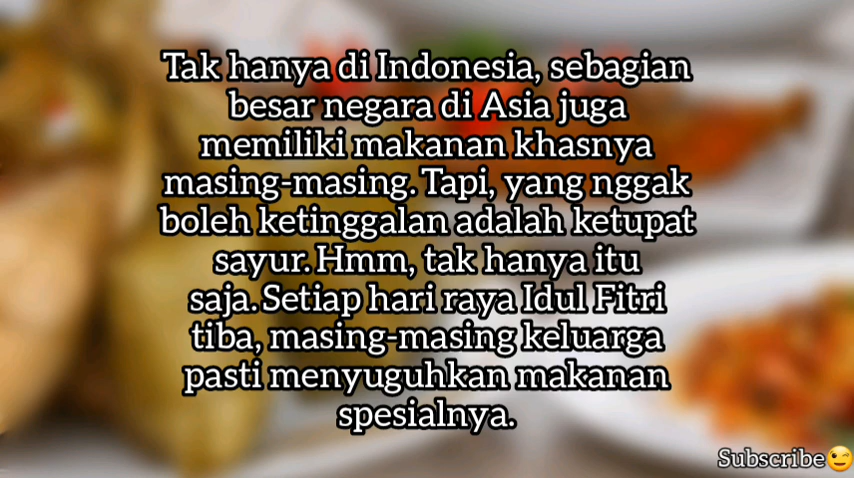 Tak hanya di Indonesia, sebagian
besar negara di Asia juga
memiliki makanan khasnya
masing-masing. Tapi, yang nggak
boleh ketinggalan adalah ketupat
sayur. Hmm, tak hanya itu
saja. Setiap hari raya Idul Fitri
tiba, masing-masing keluarga
pasti menyuguhkan makanan
spesialnya.
Subscribe😉